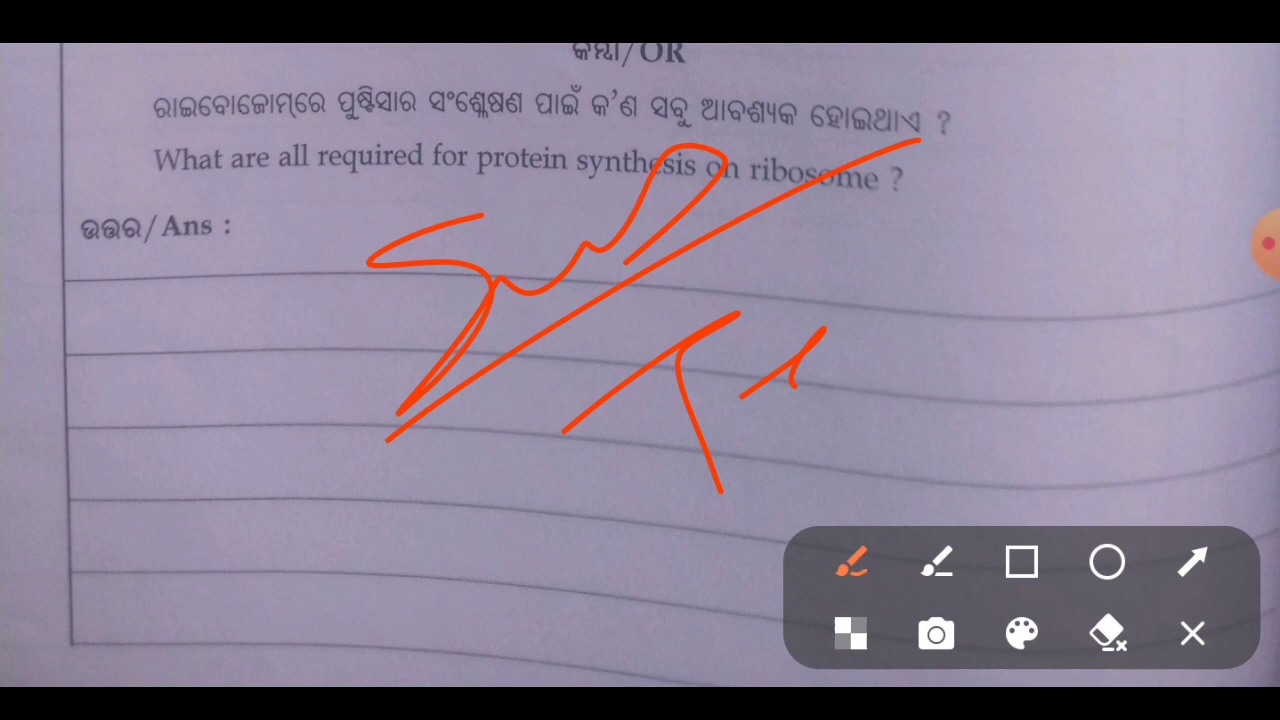 କିମ୍ବା/OR
ରାଇବୋଜୋମ୍‌ରେ ପୁଷ୍ଟିସାର ସଂଶ୍ଳେଷଣ ପାଇଁ କ'ଣ ସବୁ ଆବଶ୍ୟକ ହୋଇଥାଏ ?
What are all required for protein synthesis on ribosome ?
ଉତ୍ତର/Ans :